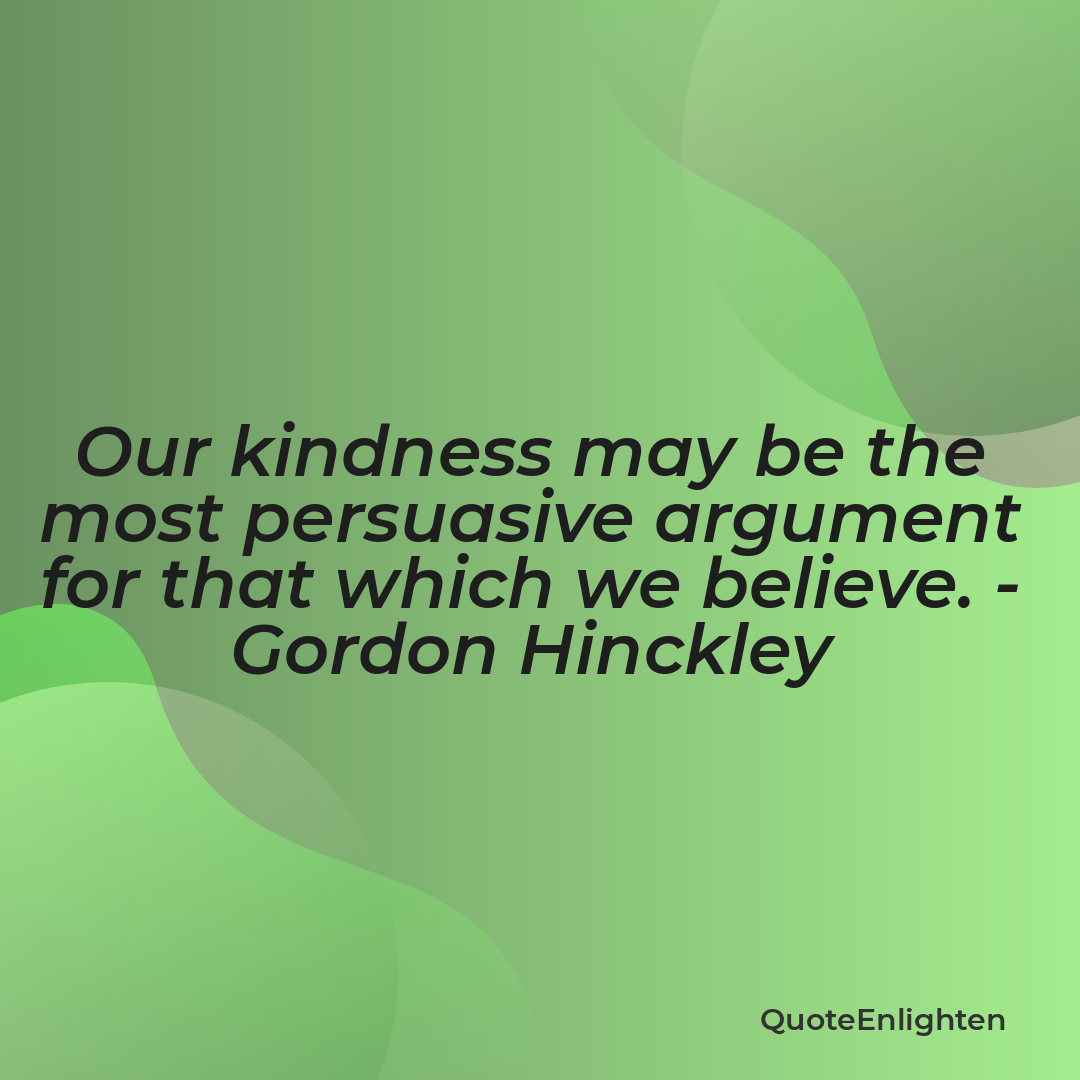 Our kindness may be the
most persuasive argument
for that which we believe. -
Gordon Hinckley
QuoteEnlighten